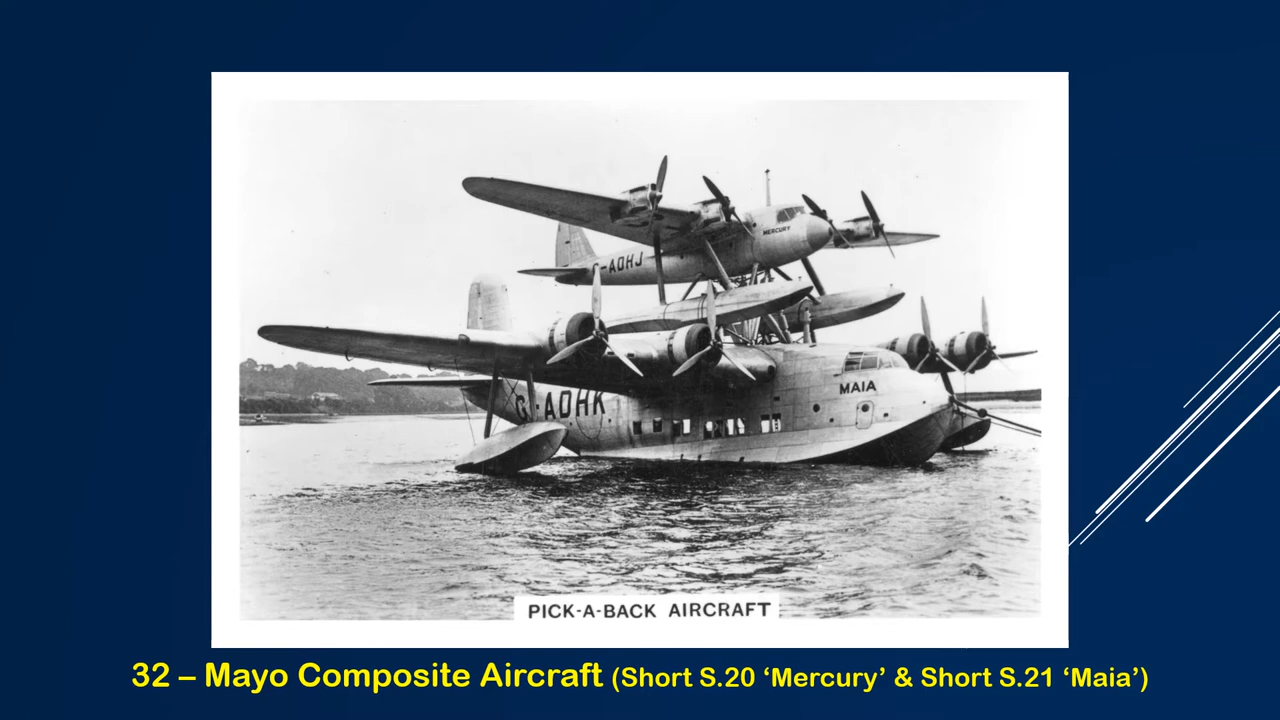 MERCURY
G-ADHJ
MAIA
G-ADHK
PICK-A-BACK AIRCRAFT
32 – Mayo Composite Aircraft (Short S.20 ‘Mercury’ & Short S.21 ‘Maia’)